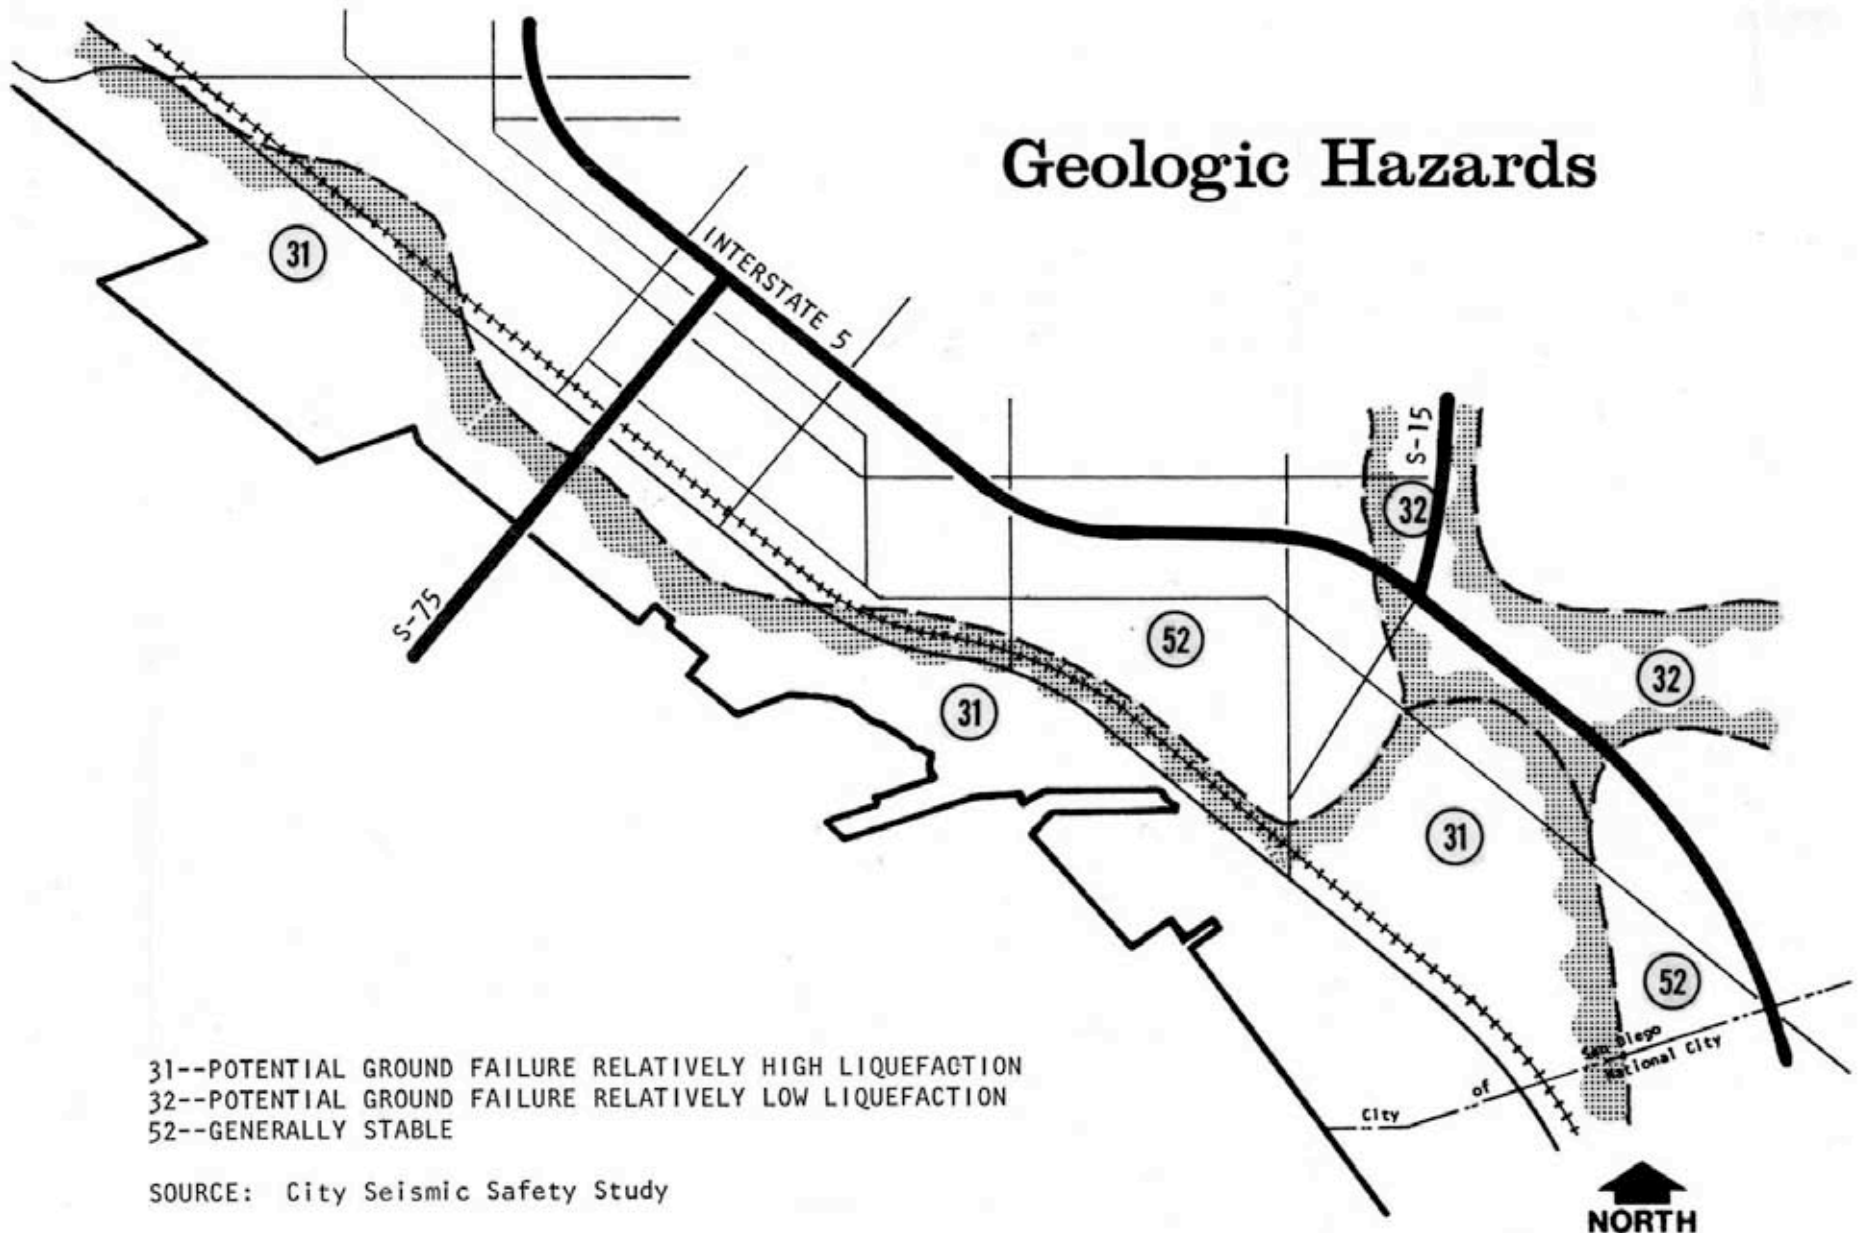 Geologic Hazards
31
INTERSTATE 5
S-15
32
S-75
52
32
31
31
52
San Diego
National City
of
City
31--POTENTIAL GROUND FAILURE RELATIVELY HIGH LIQUEFACTION
32--POTENTIAL GROUND FAILURE RELATIVELY LOW LIQUEFACTION
52--GENERALLY STABLE
SOURCE: City Seismic Safety Study
NORTH